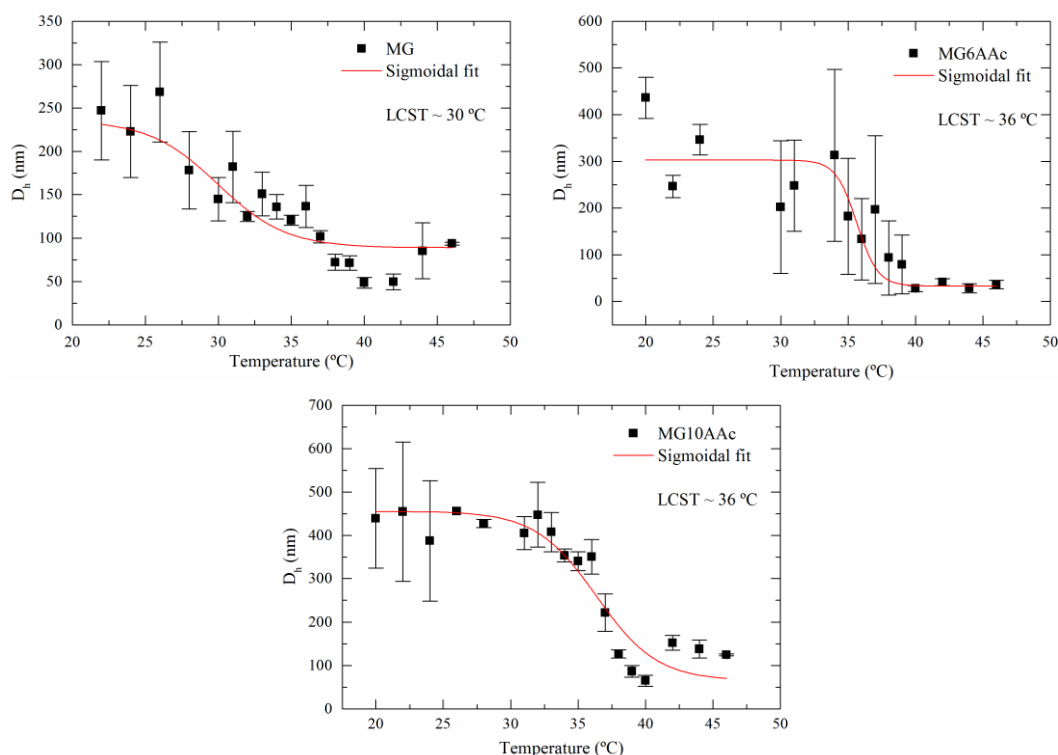 350
300
250
200
150
100
50
0
D_h (nm)
MG
Sigmoidal fit
LCST ~ 30 ºC
20 25 30 35 40 45 50
Temperature (ºC)
600
500
400
300
200
100
0
D_h (nm)
MG6AAc
Sigmoidal fit
LCST ~ 36 ºC
20 25 30 35 40 45 50
Temperature (ºC)
700
600
500
400
300
200
100
0
D_h (nm)
MG10AAc
Sigmoidal fit
LCST ~ 36 ºC
20 25 30 35 40 45 50
Temperature (ºC)